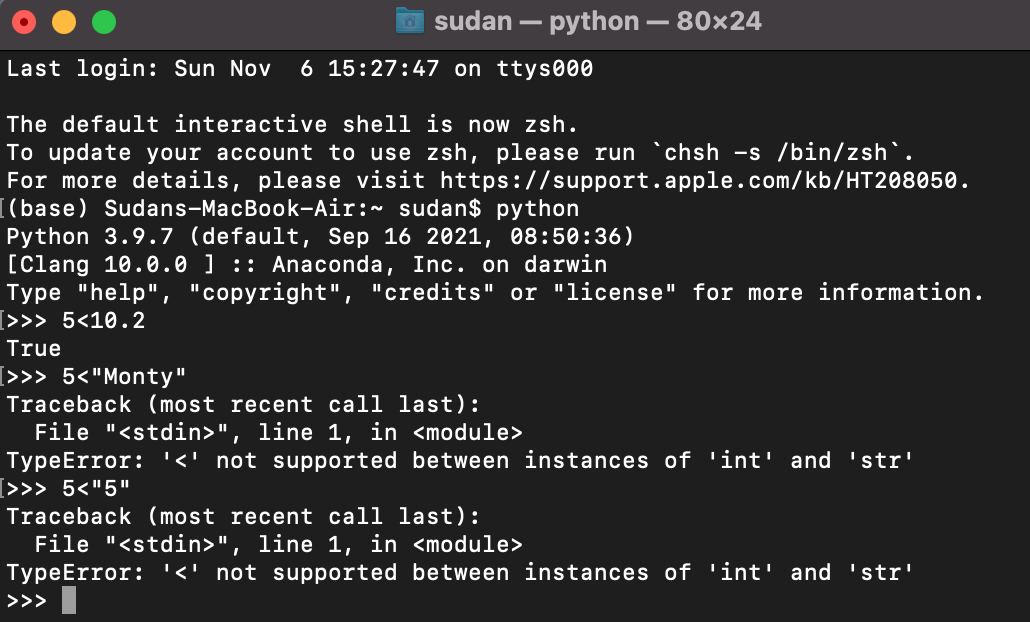 sudan — python — 80×24
Last login: Sun Nov  6 15:27:47 on ttys000
The default interactive shell is now zsh.
To update your account to use zsh, please run `chsh -s /bin/zsh`.
For more details, please visit https://support.apple.com/kb/HT208050.
[(base) Sudans-MacBook-Air:~ sudan$ python
Python 3.9.7 (default, Sep 16 2021, 08:50:36)
[Clang 10.0.0 ] :: Anaconda, Inc. on darwin
Type "help", "copyright", "credits" or "license" for more information.
[>>> 5<10.2
True
[>>> 5<"Monty"
Traceback (most recent call last):
  File "<stdin>", line 1, in <module>
TypeError: '<' not supported between instances of 'int' and 'str'
[>>> 5<"5"
Traceback (most recent call last):
  File "<stdin>", line 1, in <module>
TypeError: '<' not supported between instances of 'int' and 'str'
>>>